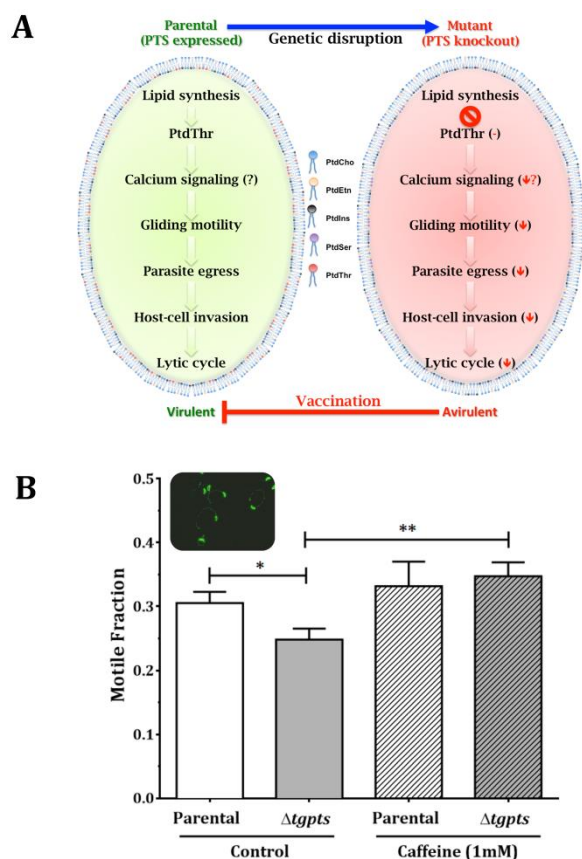 A
Parental
(PTS expressed)
Genetic disruption
Mutant
(PTS knockout)
Lipid synthesis
PtdThr
Calcium signaling (?)
Gliding motility
Parasite egress
Host-cell invasion
Lytic cycle
PtdCho
PtdEtn
PtdIns
PtdSer
PtdThr
Lipid synthesis
PtdThr (-)
Calcium signaling (↓?)
Gliding motility (↓)
Parasite egress (↓)
Host-cell invasion (↓)
Lytic cycle (↓)
Vaccination
Virulent
Avirulent
B
Motile Fraction
0.5
0.4
0.3
0.2
0.1
0.0
*
**
Parental
Δtgpts
Parental
Δtgpts
Control
Caffeine (1mM)